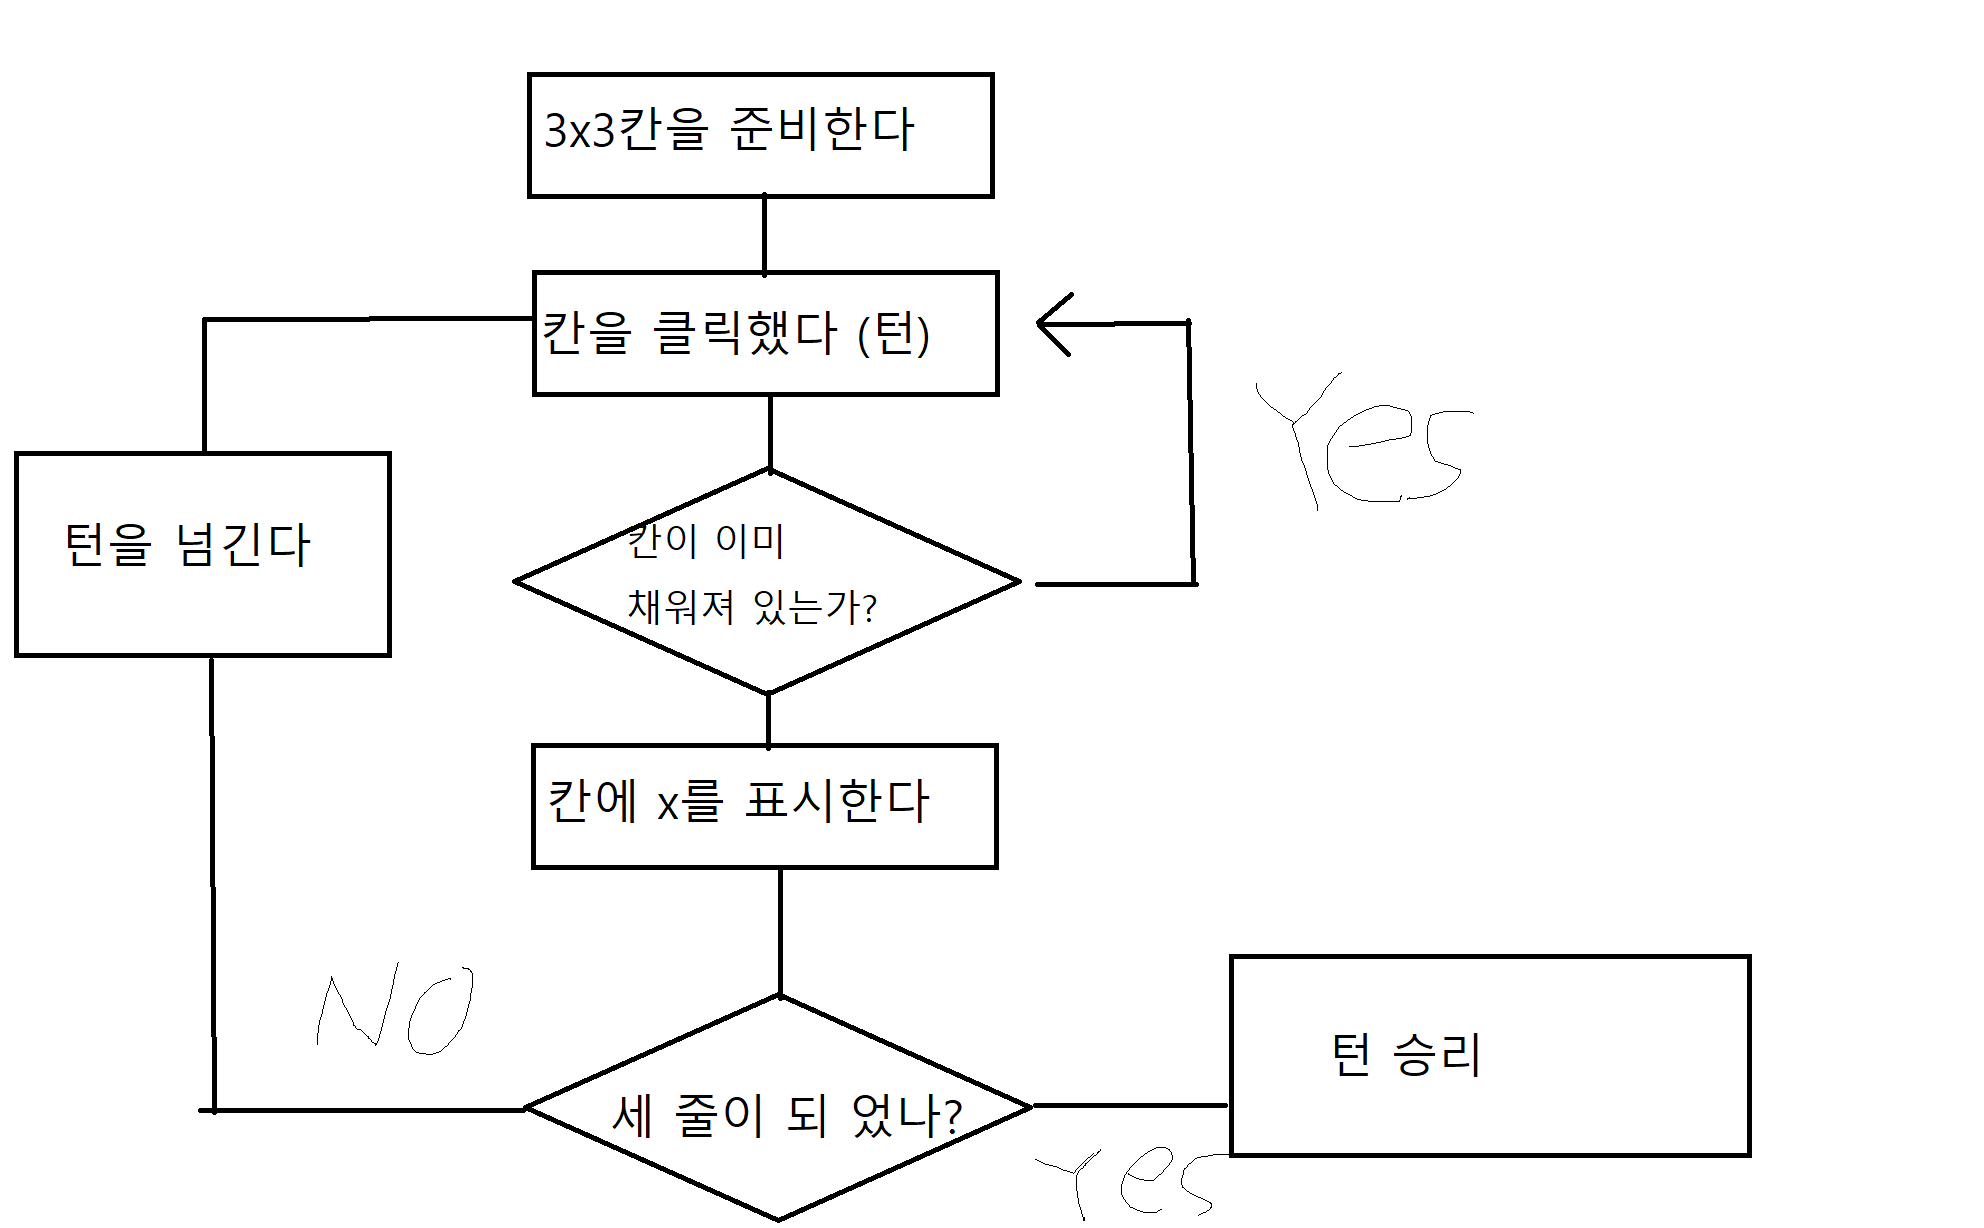 3x3칸을 준비한다
칸을 클릭했다 (턴)
Yes
턴을 넘긴다
칸이 이미
채워져 있는가?
칸에 x를 표시한다
NO
세 줄이 되 었나?
턴 승리
Yes